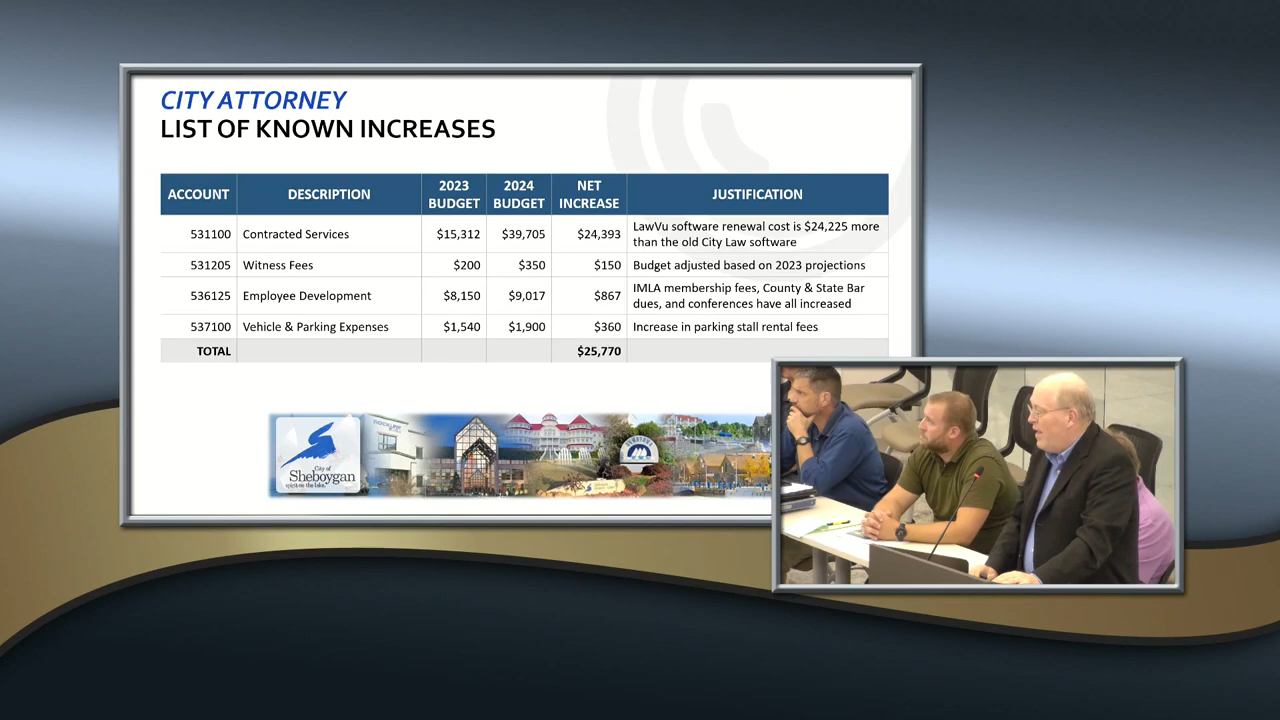 CITY ATTORNEY
LIST OF KNOWN INCREASES
ACCOUNT DESCRIPTION 2023 BUDGET 2024 BUDGET NET INCREASE JUSTIFICATION
531100 Contracted Services $15,312 $39,705 $24,393 LawVu software renewal cost is $24,225 more
than the old City Law software
531205 Witness Fees $200 $350 $150 Budget adjusted based on 2023 projections
536125 Employee Development $8,150 $9,017 $867 IMLA membership fees, County & State Bar
dues, and conferences have all increased
537100 Vehicle & Parking Expenses $1,540 $1,900 $360 Increase in parking stall rental fees
TOTAL $25,770
City of
Sheboygan
spirit on the lake